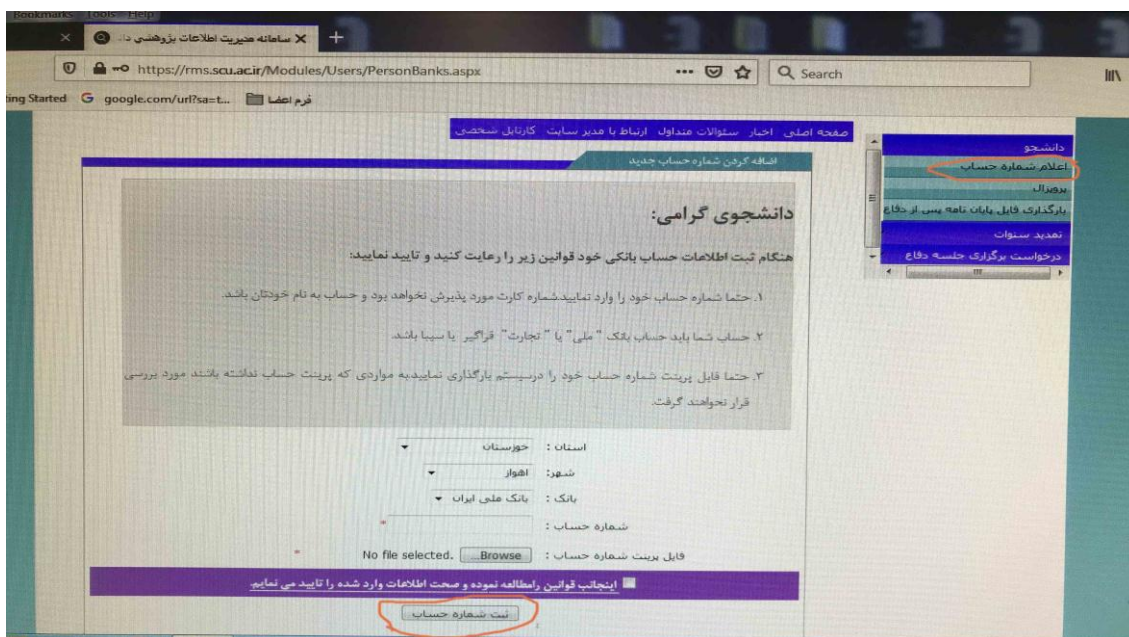 Bookmarks Tools Help
سامانه مدیریت اطلاعات پژوهشی دا...
https://rms.scu.ac.ir/Modules/Users/PersonBanks.aspx
Search
ting Started
google.com/url?sa=t...
فرم اعضا
صفحه اصلی اخبار سئوالات متداول ارتباط با مدیر سایت کارتابل شخصی
دانشجو
اعلام شماره حساب
پروپزال
بارگذاری فایل پایان نامه پس از دفاع
تمدید سنوات
درخواست برگزاری جلسه دفاع
اضافه کردن شماره حساب جدید
دانشجوی گرامی:
هنگام ثبت اطلاعات حساب بانکی خود قوانین زیر را رعایت کنید و تایید نمایید:
۱. حتما شماره حساب خود را وارد نمایید.شماره کارت مورد پذیرش نخواهد بود و حساب به نام خودتان باشد.
۲. حساب شما باید حساب بانک " ملی" یا " تجارت" فراگیر یا سیبا باشد.
۳. حتما فایل پرینت شماره حساب خود را درسیستم بارگذاری نمایید.به مواردی که پرینت حساب نداشته باشند مورد بررسی
قرار نخواهند گرفت.
استان : خوزستان
شهر: اهواز
بانک : بانک ملی ایران
شماره حساب : *
فایل پرینت شماره حساب : Browse... No file selected. *
اینجانب قوانین رامطالعه نموده و صحت اطلاعات وارد شده را تایید می نمایم.
ثبت شماره حساب